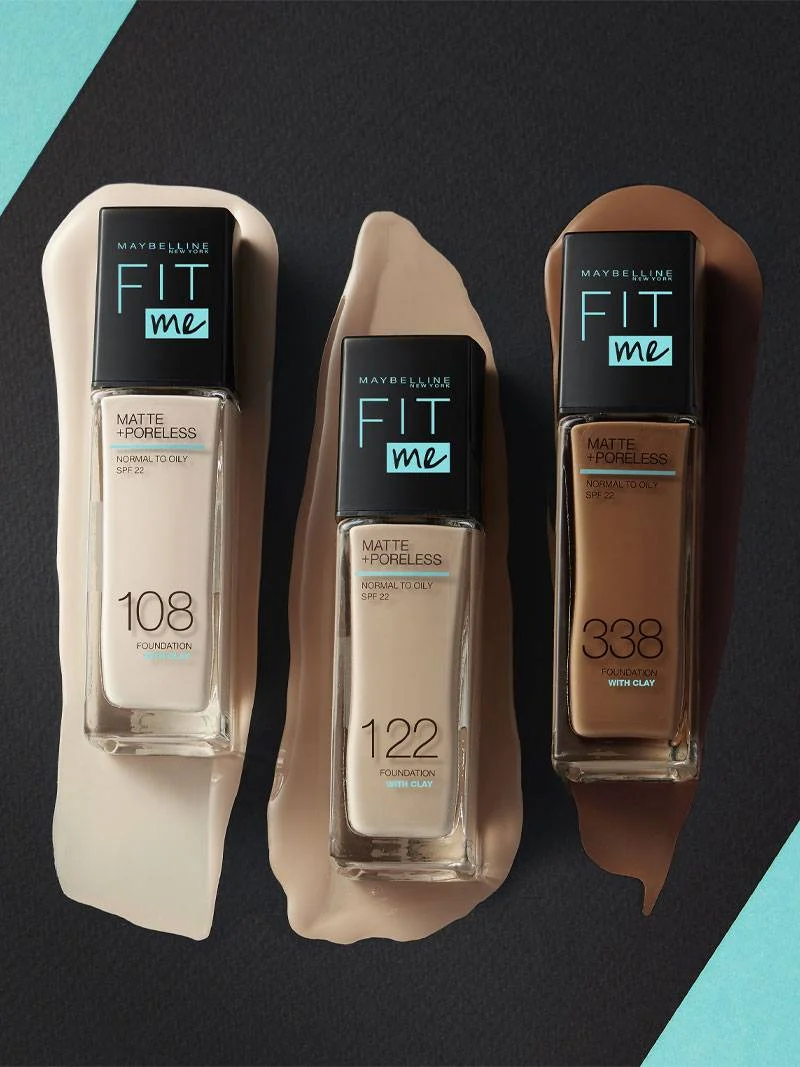 MAYBELLINE
NEW YORK
FIT
me
MATTE
+PORELESS
NORMAL TO OILY
SPF 22
108
FOUNDATION
WITH CLAY
MAYBELLINE
NEW YORK
FIT
me
MATTE
+PORELESS
NORMAL TO OILY
SPF 22
122
FOUNDATION
WITH CLAY
MAYBELLINE
NEW YORK
FIT
me
MATTE
+PORELESS
NORMAL TO OILY
SPF 22
338
FOUNDATION
WITH CLAY